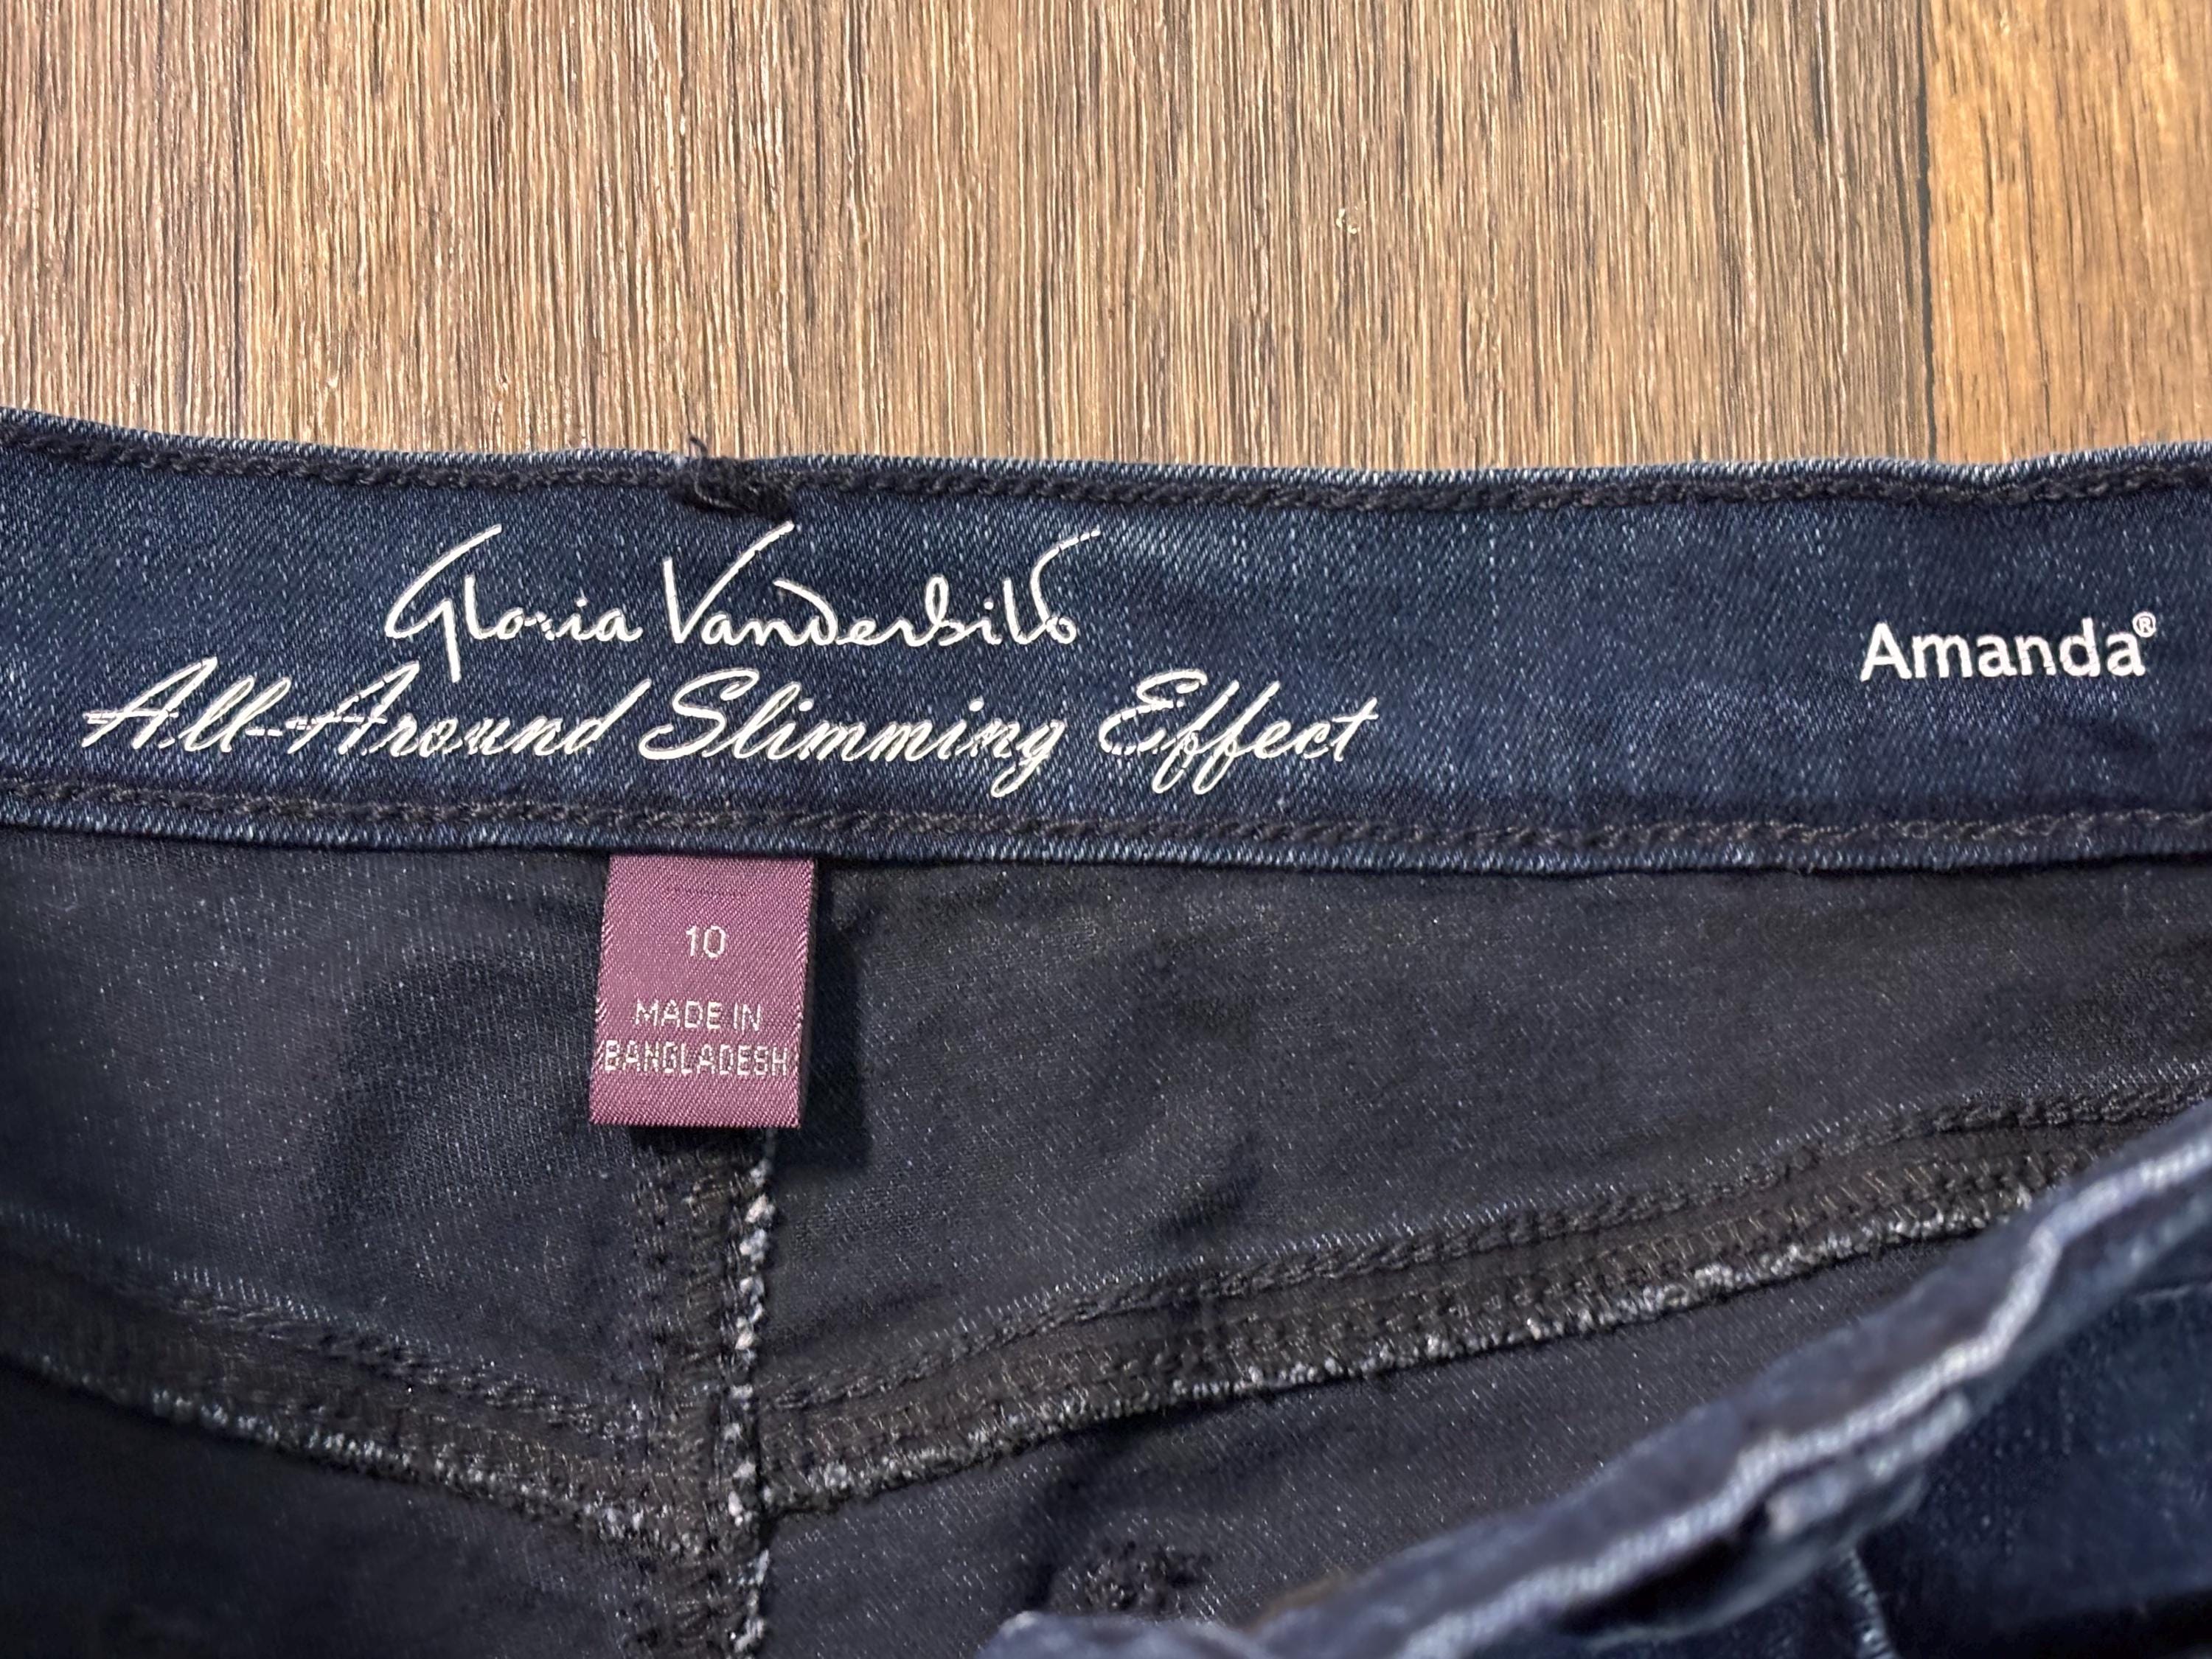 Gloria Vanderbilt
All-Around Slimming Effect
Amanda®
10
MADE IN
BANGLADESH